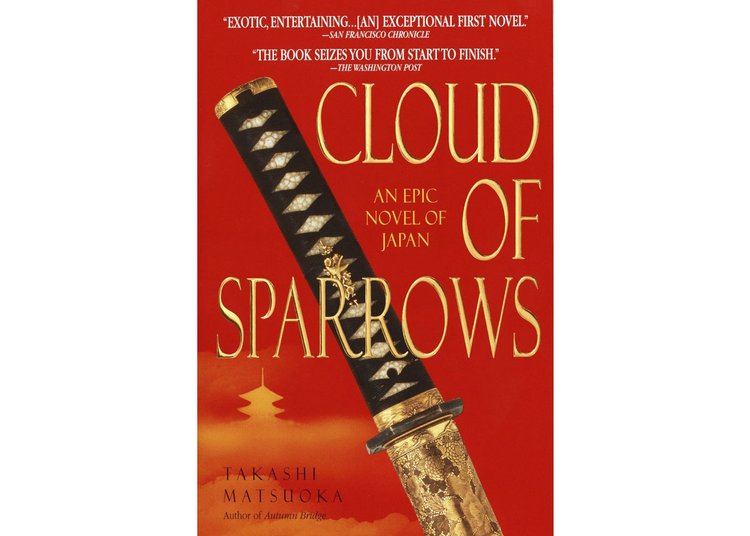 “EXOTIC, ENTERTAINING...[AN] EXCEPTIONAL FIRST NOVEL.”
—SAN FRANCISCO CHRONICLE
“THE BOOK SEIZES YOU FROM START TO FINISH.”
—THE WASHINGTON POST
CLOUD
AN EPIC
NOVEL OF
JAPAN
OF
SPARROWS
TAKASHI
MATSUOKA
Author of Autumn Bridge